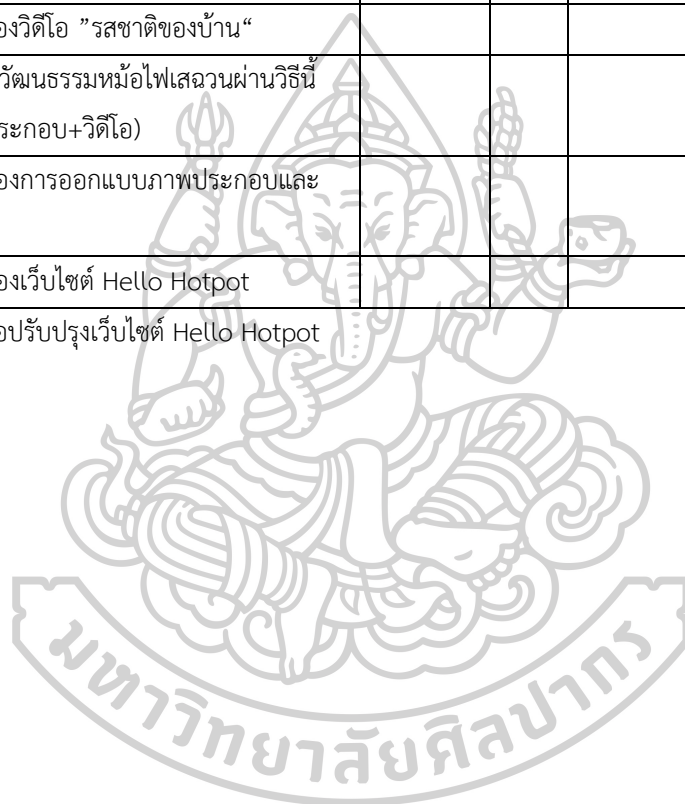 องวิดีโอ ”รสชาติของบ้าน“
วัฒนธรรมหม้อไฟเสฉวนผ่านวิธีนี้
ระกอบ+วิดีโอ)
องการออกแบบภาพประกอบและ
องเว็บไซต์ Hello Hotpot
อปรับปรุงเว็บไซต์ Hello Hotpot
มหาวิทยาลัยศิลปากร